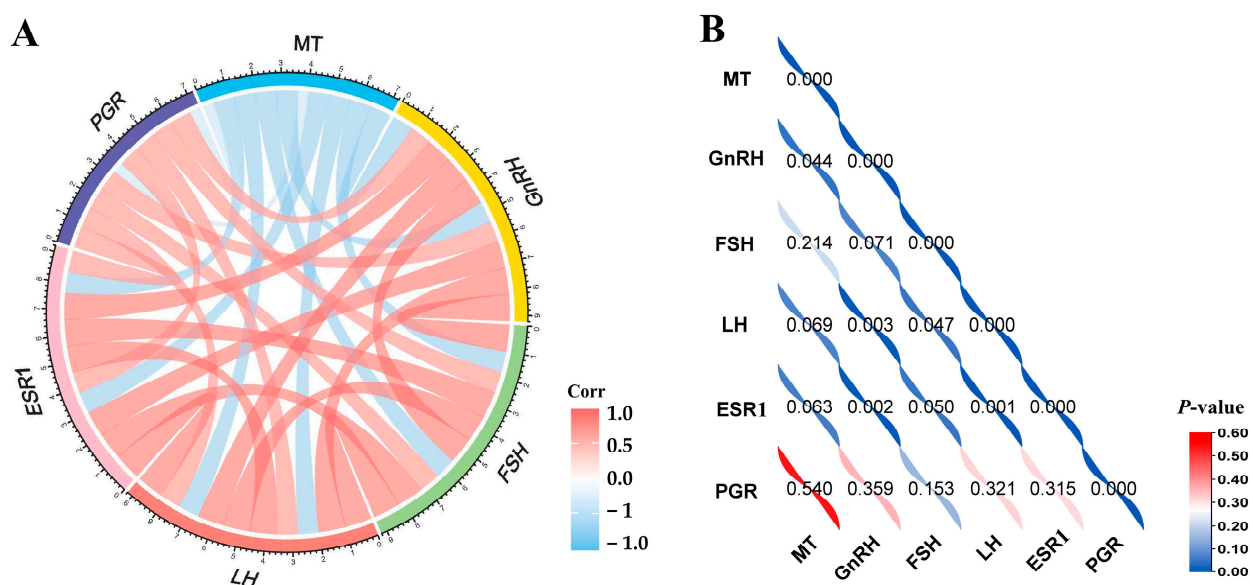 A
MT
GnRH
FSH
LH
ESR1
PGR
Corr
1.0
0.5
0.0
− 1
− 1.0
B
MT 0.000
GnRH 0.044 0.000
FSH 0.214 0.071 0.000
LH 0.069 0.003 0.047 0.000
ESR1 0.063 0.002 0.050 0.001 0.000
PGR 0.540 0.359 0.153 0.321 0.315 0.000
MT GnRH FSH LH ESR1 PGR
P-value
0.60
0.50
0.40
0.30
0.20
0.10
0.00